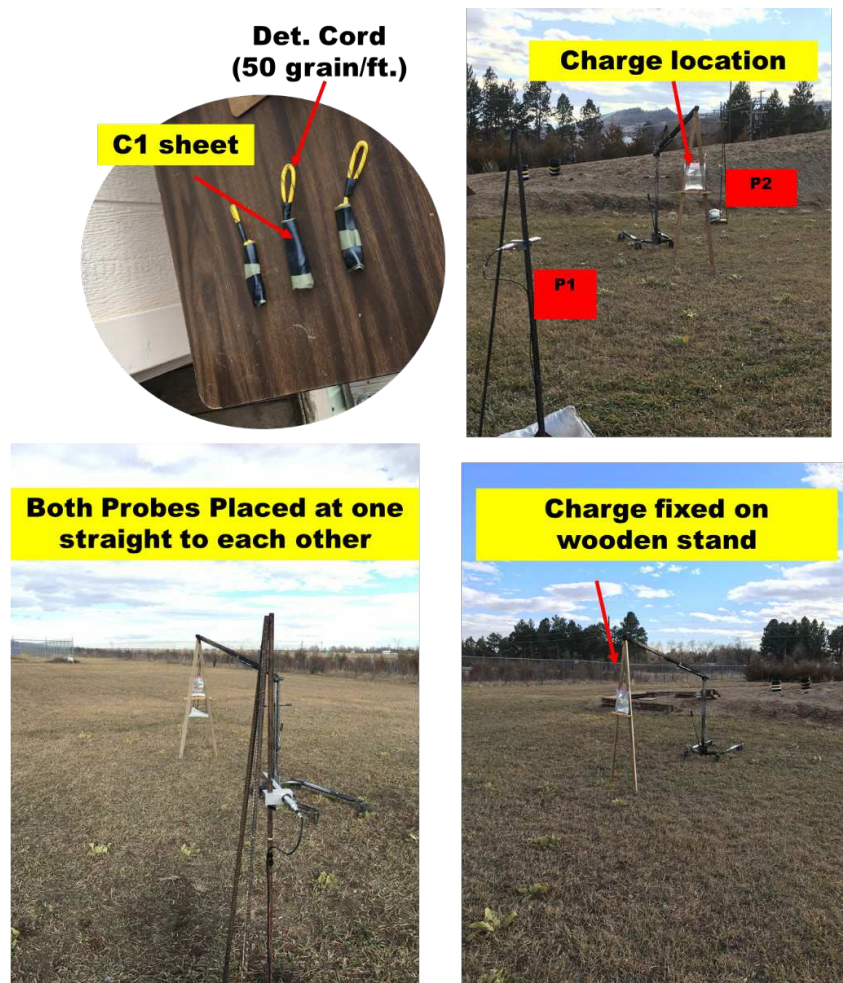 Det. Cord
(50 grain/ft.)
C1 sheet
Charge location
P2
P1
Both Probes Placed at one
straight to each other
Charge fixed on
wooden stand